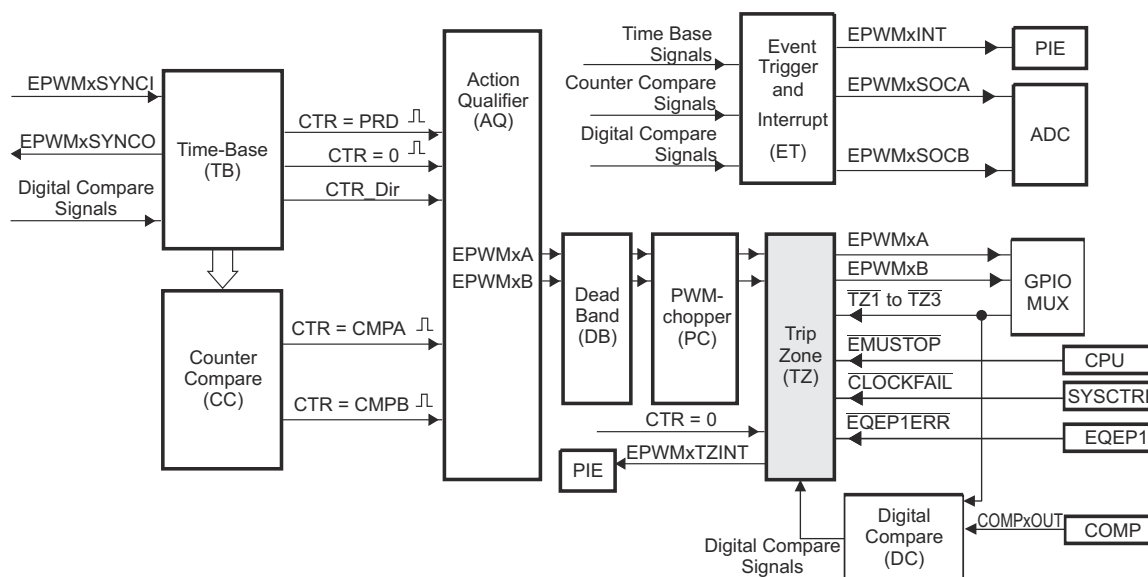 EPWMxSYNCI
EPWMxSYNCO
Digital Compare
Signals
Time-Base
(TB)
CTR = PRD
CTR = 0
CTR_Dir
Counter
Compare
(CC)
CTR = CMPA
CTR = CMPB
Action
Qualifier
(AQ)
EPWMxA
EPWMxB
Time Base
Signals
Counter Compare
Signals
Digital Compare
Signals
Event
Trigger
and
Interrupt
(ET)
EPWMxINT
EPWMxSOCA
EPWMxSOCB
PIE
ADC
Dead
Band
(DB)
PWM-
chopper
(PC)
Trip
Zone
(TZ)
EPWMxA
EPWMxB
TZ1 to TZ3
EMUSTOP
CLOCKFAIL
EQEP1ERR
GPIO
MUX
CPU
SYSCTRL
EQEP1
CTR = 0
EPWMxTZINT
PIE
Digital Compare
Signals
Digital
Compare
(DC)
COMPxOUT
COMP